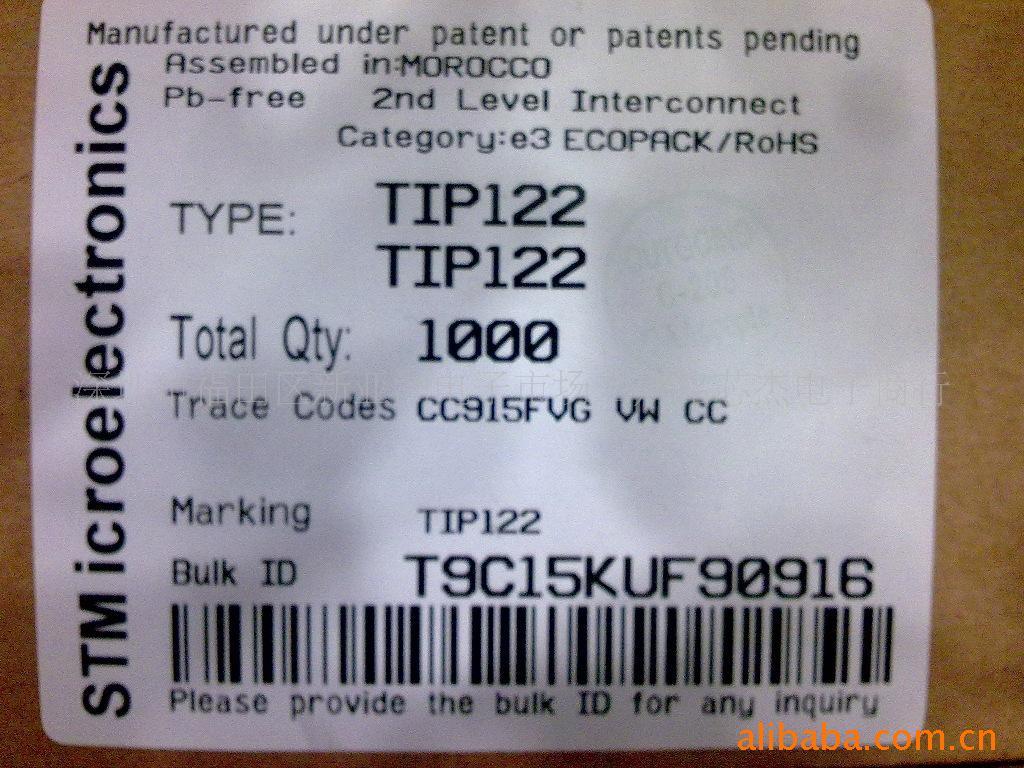 Manufactured under patent or patents pending
Assembled in:MOROCCO
Pb-free 2nd Level Interconnect
Category:e3 ECOPACK/RoHS
STMicroelectronics
TYPE: TIP122
TIP122
Total Qty: 1000
Trace Codes CC915FVG VW CC
Marking TIP122
Bulk ID T9C15KUF90916
Please provide the bulk ID for any inquiry
alibaba.com.cn